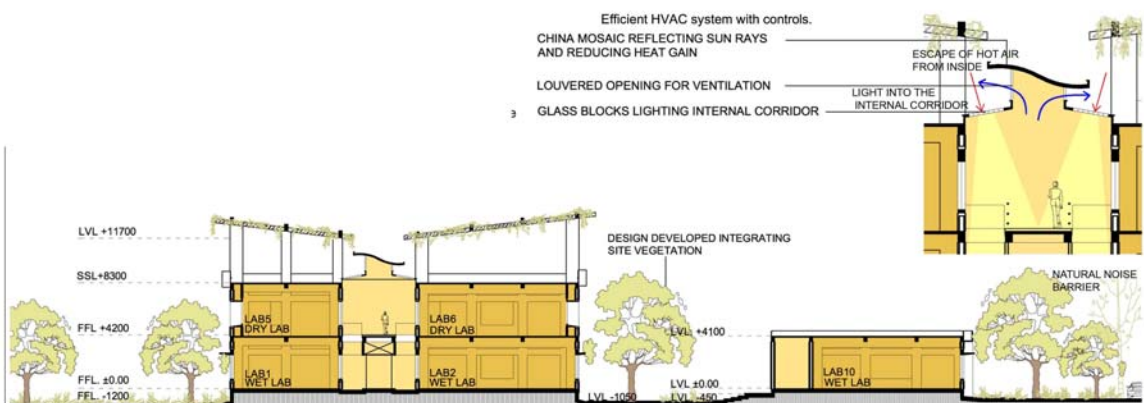 Efficient HVAC system with controls.
CHINA MOSAIC REFLECTING SUN RAYS
AND REDUCING HEAT GAIN
ESCAPE OF HOT AIR
FROM INSIDE
LOUVERED OPENING FOR VENTILATION
LIGHT INTO THE
INTERNAL CORRIDOR
GLASS BLOCKS LIGHTING INTERNAL CORRIDOR
LVL +11700
DESIGN DEVELOPED INTEGRATING
SITE VEGETATION
SSL+8300
NATURAL NOISE
BARRIER
LAB5
DRY LAB
LAB6
DRY LAB
FFL +4200
LVL. +4100
LAB1
WET LAB
LAB2
WET LAB
LAB10
WET LAB
FFL. ±0.00
LVL ±0.00
FFL. -1200
LVL -1050
LVL. -450